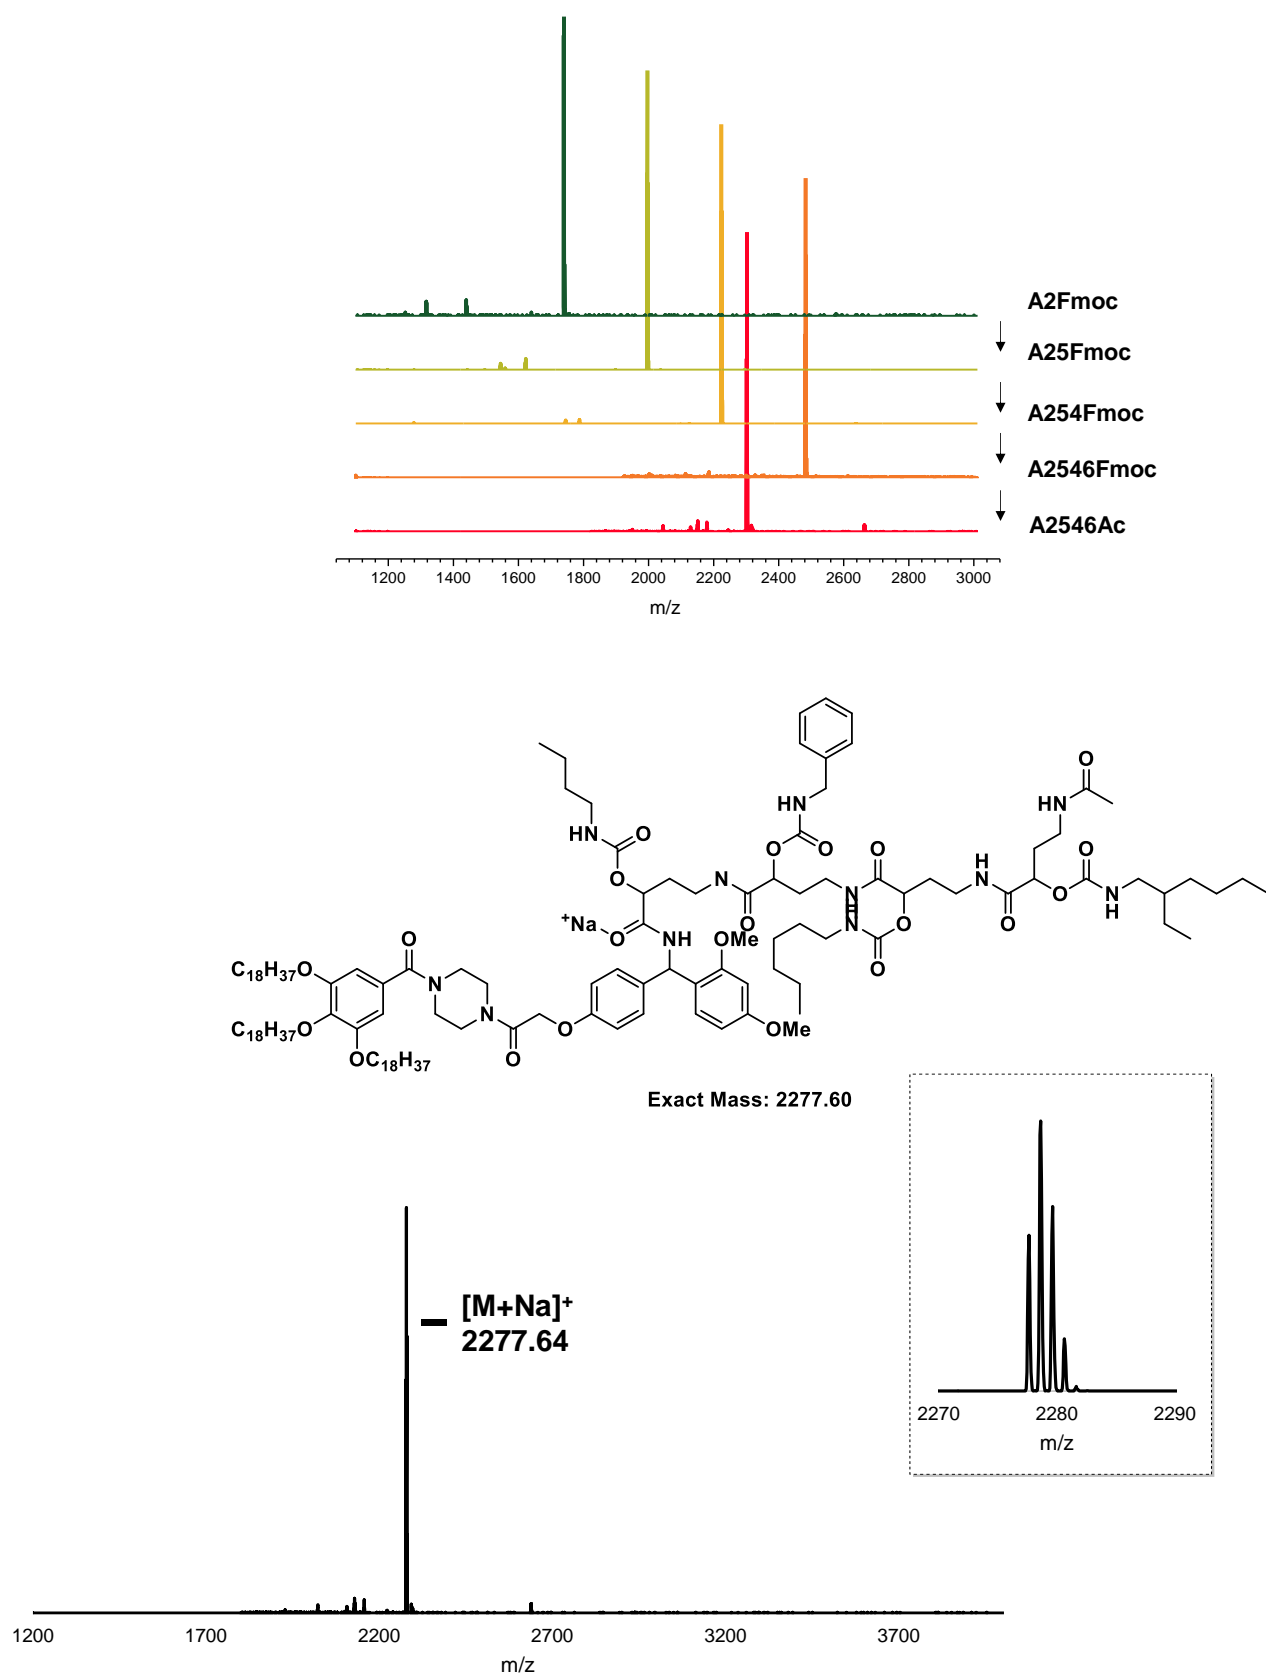 A2Fmoc
A25Fmoc
A254Fmoc
A2546Fmoc
A2546Ac
1200 1400 1600 1800 2000 2200 2400 2600 2800 3000
m/z
O
HN
HN
HN O
O O
O O
O
H
N
N
H
O
N
H
O
O
N
H
O
⁺Na
O
NH
OMe
N
H
O
O
O
O
C₁₈H₃₇O
N
N
C₁₈H₃₇O
O
O
OMe
OC₁₈H₃₇
Exact Mass: 2277.60
[M+Na]⁺
2277.64
2270 2280 2290
m/z
1200 1700 2200 2700 3200 3700
m/z